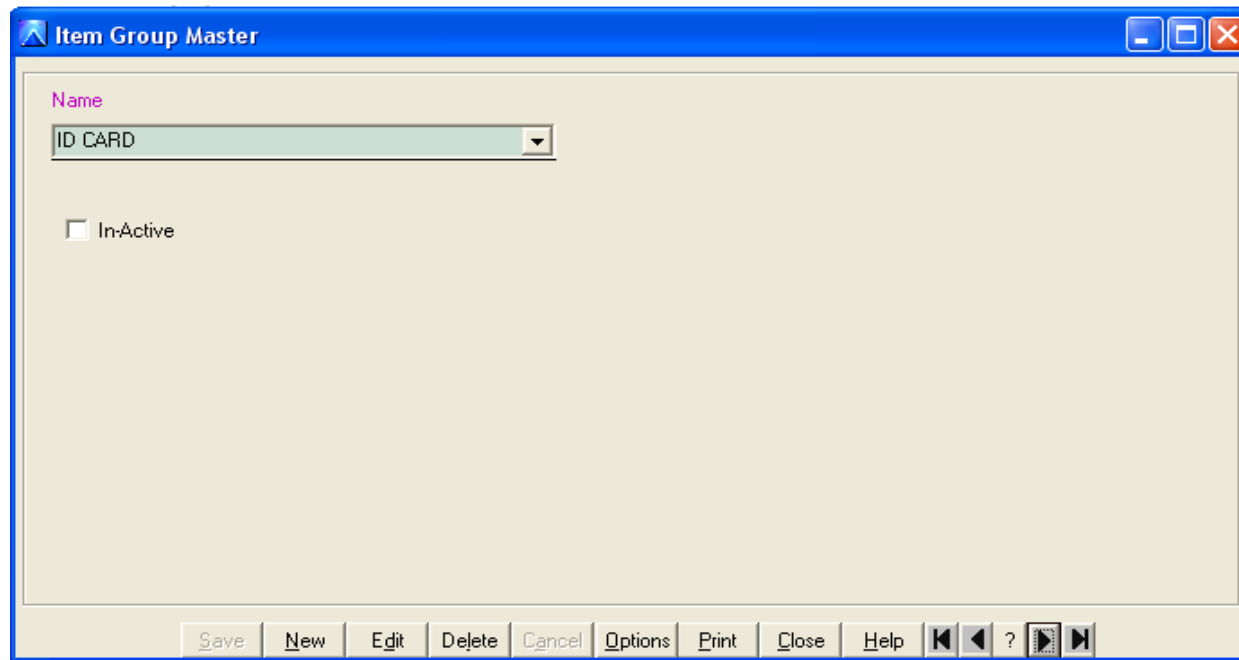 Item Group Master
Name
ID CARD
In-Active
Save New Edit Delete Cancel Options Print Close Help ?